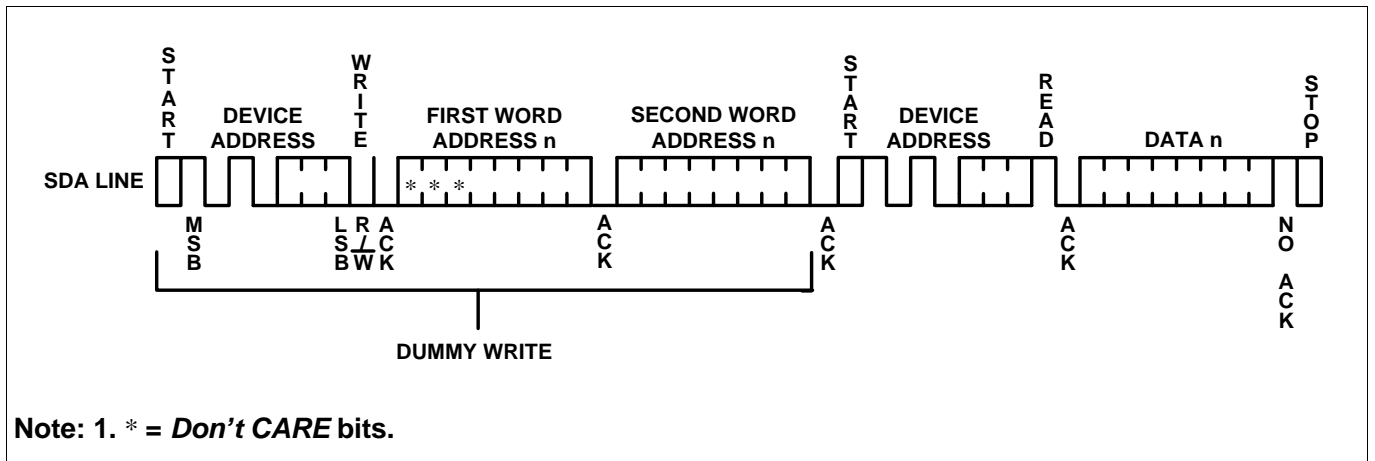 START
WRITE
START
READ
STOP
DEVICE
ADDRESS
FIRST WORD
ADDRESS n
SECOND WORD
ADDRESS n
DEVICE
ADDRESS
DATA n
SDA LINE
* * *
MSB
LSB
R/W
ACK
ACK
ACK
ACK
NO ACK
DUMMY WRITE
Note: 1. * = Don't CARE bits.